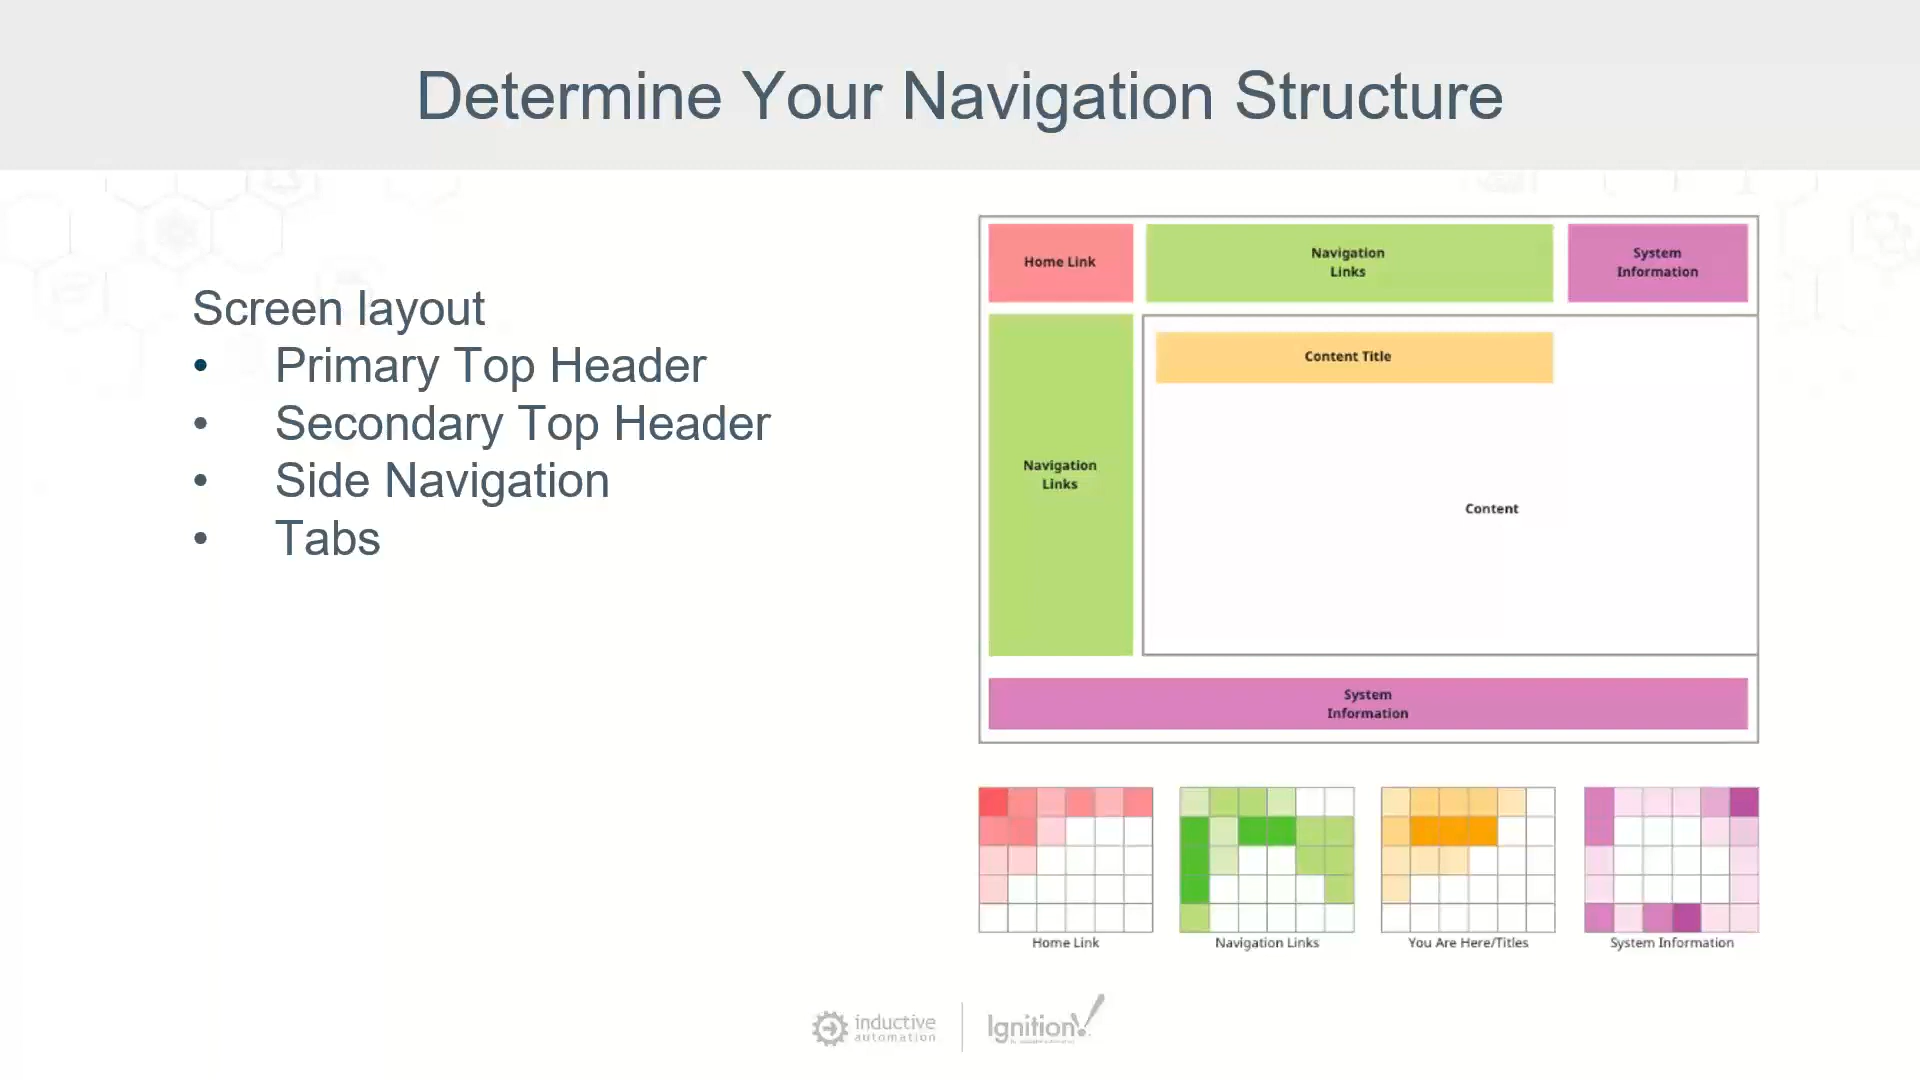 Determine Your Navigation Structure
Screen layout
• Primary Top Header
• Secondary Top Header
• Side Navigation
• Tabs
Home Link
Navigation
Links
System
Information
Content Title
Navigation
Links
Content
System
Information
Home Link
Navigation Links
You Are Here/Titles
System Information
inductive
automation
Ignition!